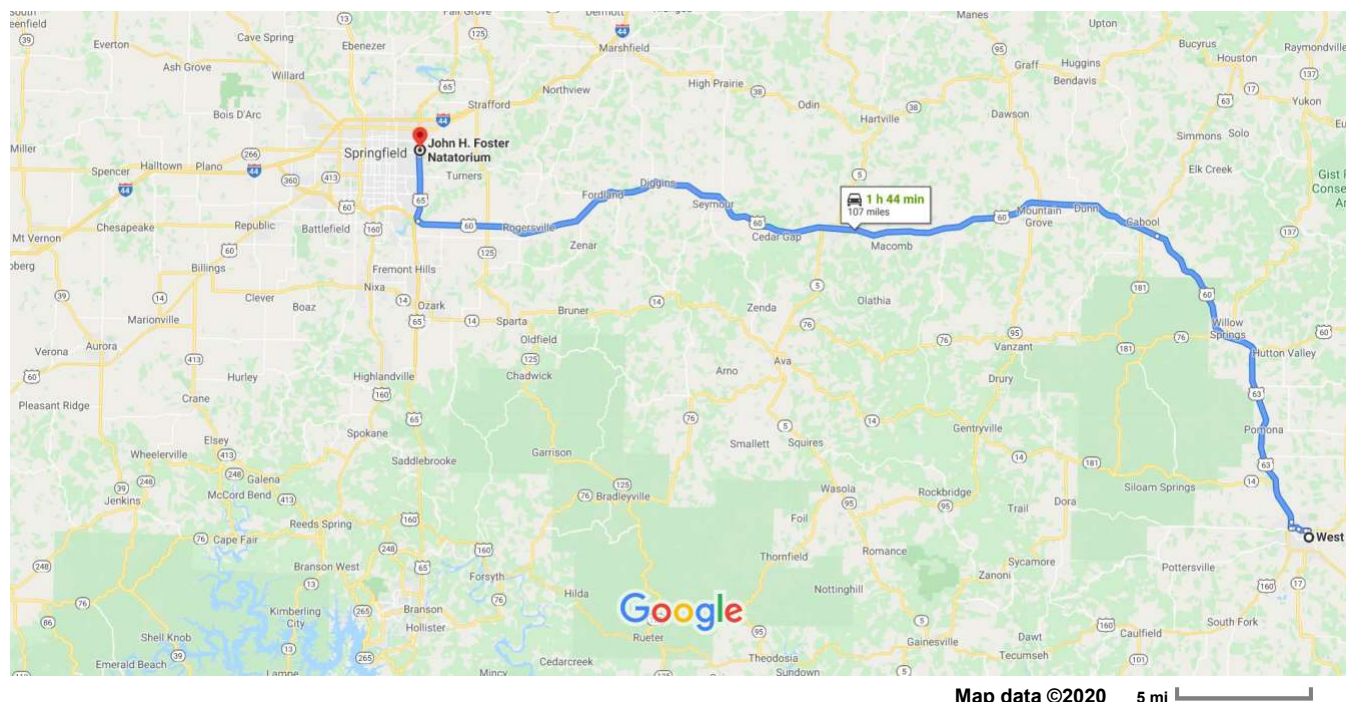 South
Greenfield
Everton
Cave Spring
Ebenezer
Fair Grove
Marshfield
Manes
Upton
Bucyrus
Raymondville
Ash Grove
Willard
Northview
High Prairie
Graff
Huggins
Bendavis
Houston
Yukon
Bois D'Arc
Strafford
Odin
Hartville
Dawson
Simmons
Solo
Miller
Halltown
Plano
Springfield
John H. Foster
Natatorium
Turners
Elk Creek
Spencer
Fordland
Diggins
Seymour
1 h 44 min
107 miles
Mountain
Grove
Dunn
Cabool
Mt Vernon
Chesapeake
Republic
Battlefield
Rogersville
Zenar
Cedar Gap
Macomb
Billings
Fremont Hills
Nixa
Clever
Boaz
Ozark
Sparta
Bruner
Zenda
Olathia
Marionville
Oldfield
Willow
Springs
Hutton Valley
Verona
Aurora
Hurley
Highlandville
Chadwick
Arno
Ava
Vanzant
Drury
Pleasant Ridge
Crane
Spokane
Smallett
Squires
Gentryville
Pomona
Elsey
Wheelerville
Saddlebrooke
Garrison
Galena
McCord Bend
Jenkins
Bradleyville
Wasola
Rockbridge
Dora
Siloam Springs
Reeds Spring
Foil
Trail
Cape Fair
Branson West
Thornfield
Romance
Sycamore
West
Forsyth
Zanoni
Pottersville
Nottinghill
Kimberling
City
Branson
Hollister
Hilda
Google
Shell Knob
Rueter
Gainesville
Dawt
Tecumseh
Caulfield
South Fork
Emerald Beach
Lampe
Mincy
Cedarcreek
Theodosia
Sundown
Map data ©2020 5 mi